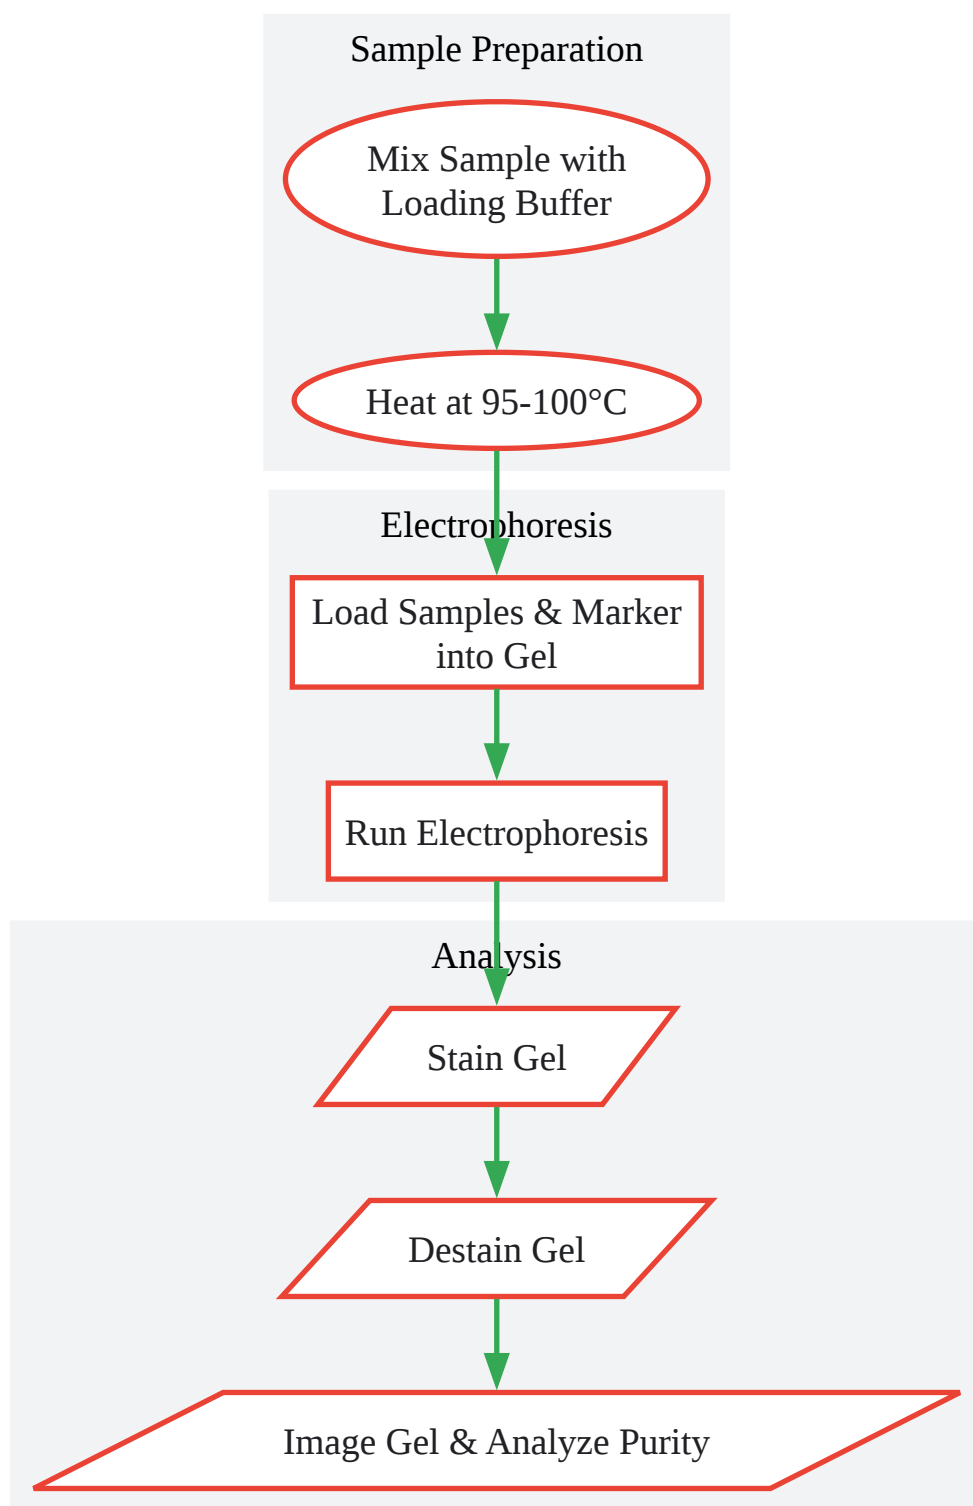 Sample Preparation
Mix Sample with
Loading Buffer
Heat at 95-100°C
Electrophoresis
Load Samples & Marker
into Gel
Run Electrophoresis
Analysis
Stain Gel
Destain Gel
Image Gel & Analyze Purity